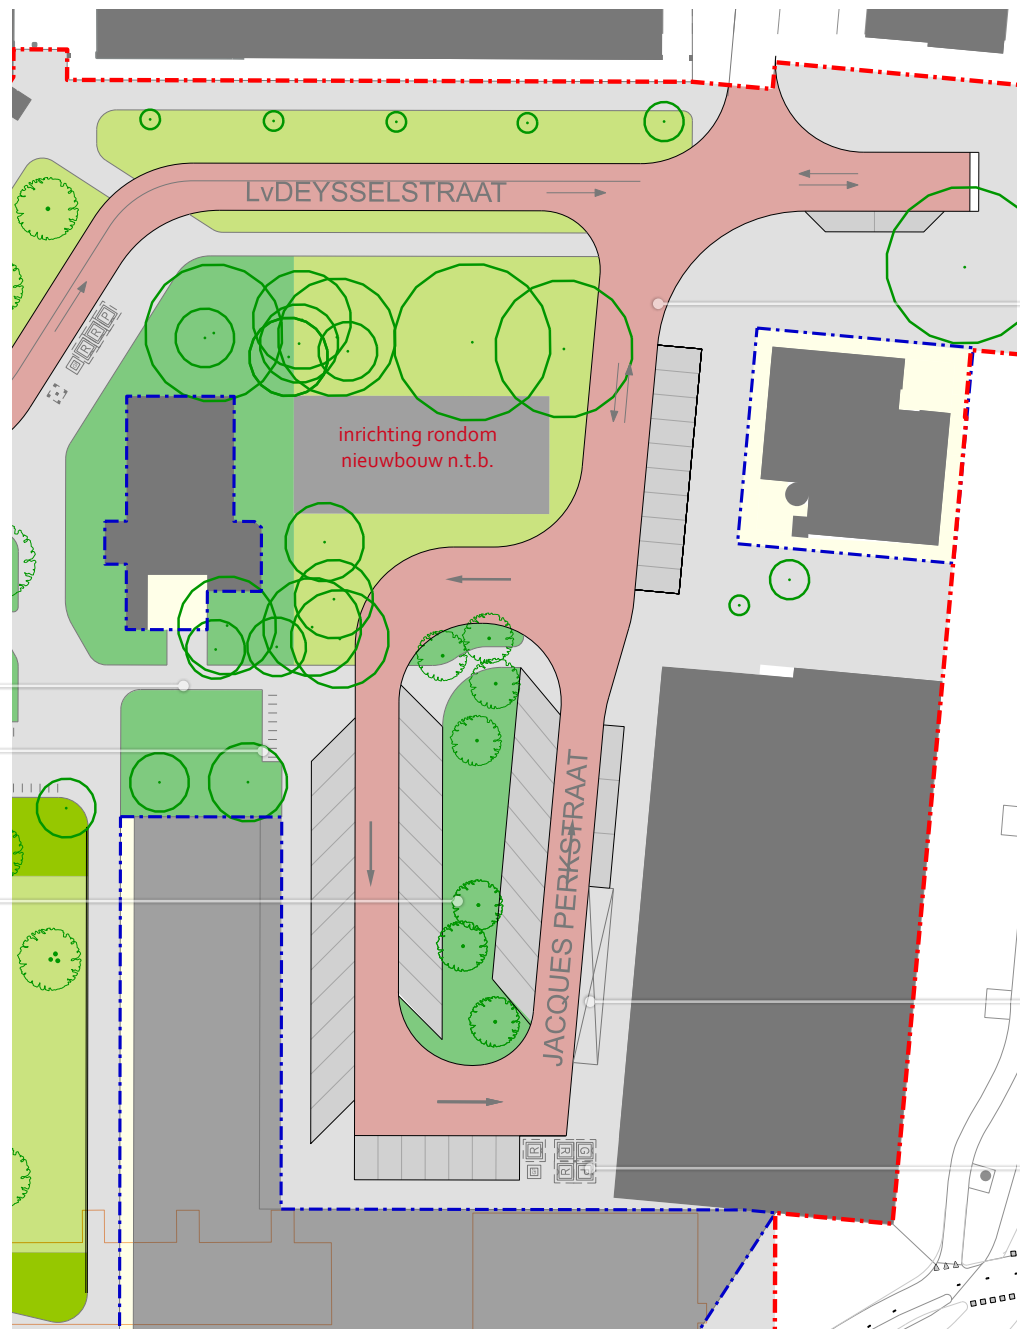 LvDEYSSELSTRAAT
R R P
inrichting rondom
nieuwbouw n.t.b.
JACQUES PERKSTRAAT
R R G
R P